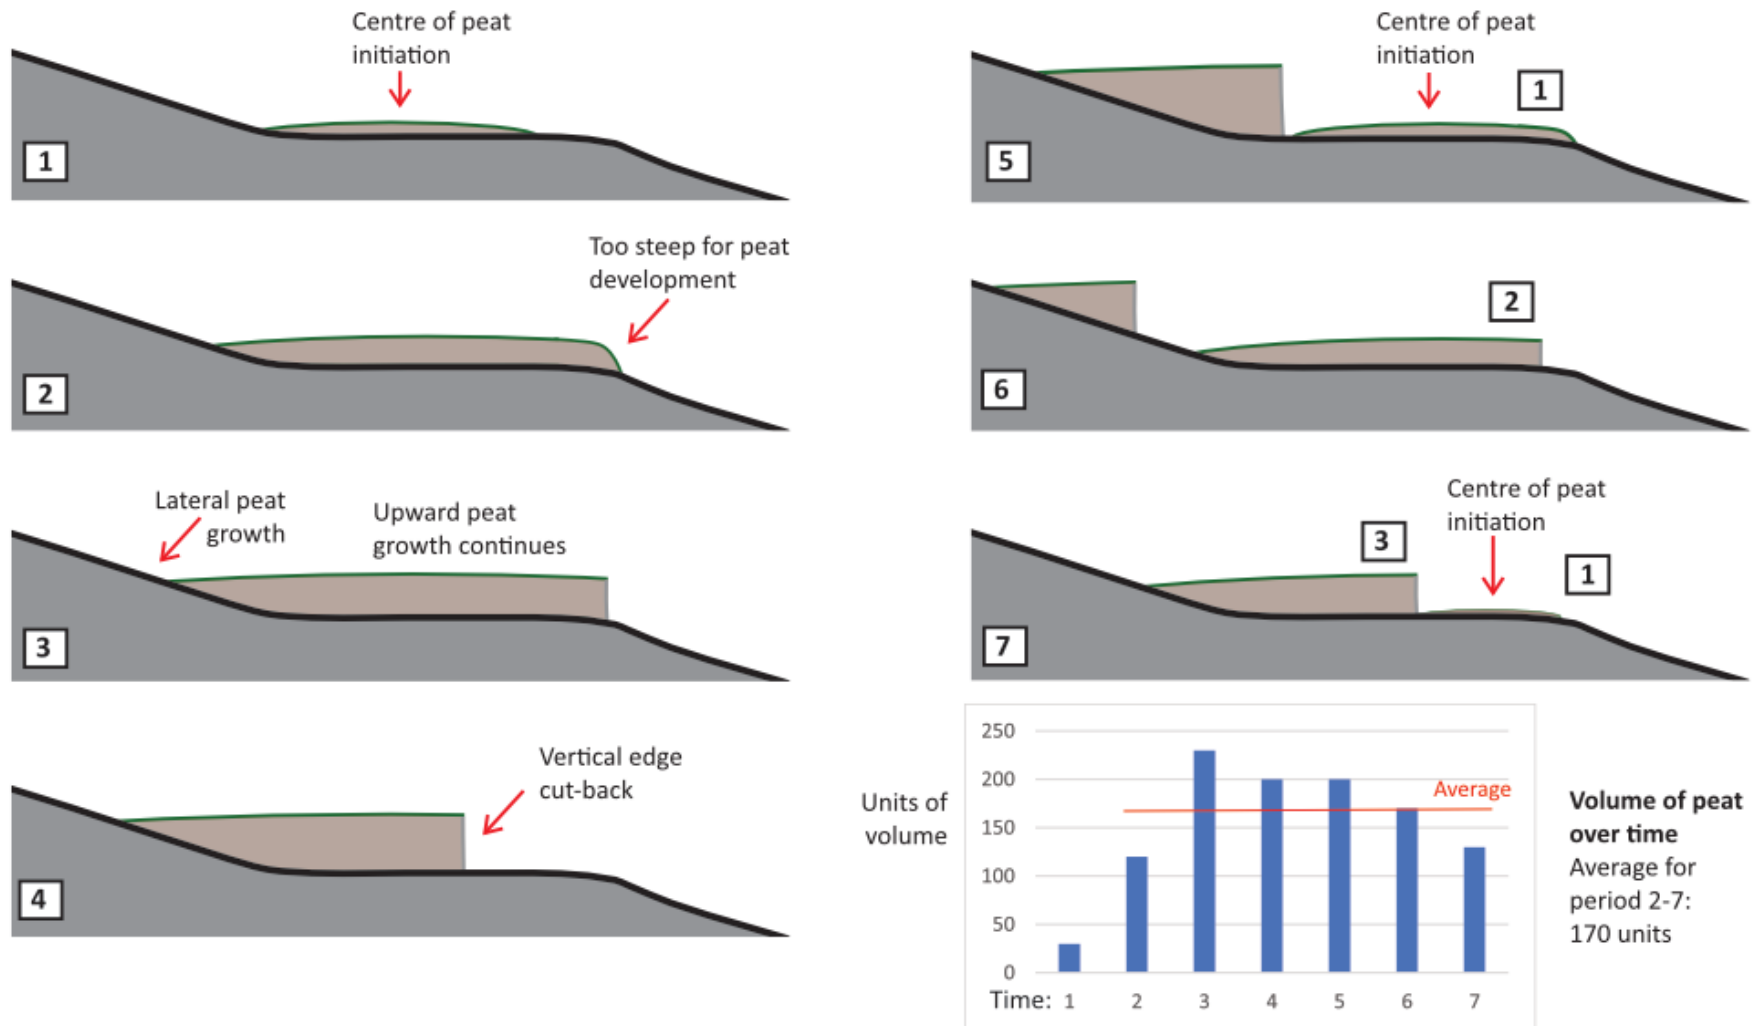 Centre of peat
initiation
1
Too steep for peat
development
2
Lateral peat
growth
Upward peat
growth continues
3
Vertical edge
cut-back
4
Centre of peat
initiation
1
5
2
6
Centre of peat
initiation
3
1
7
Units of
volume
250
200
150
100
50
0
Average
Time: 1 2 3 4 5 6 7
Volume of peat
over time
Average for
period 2-7:
170 units